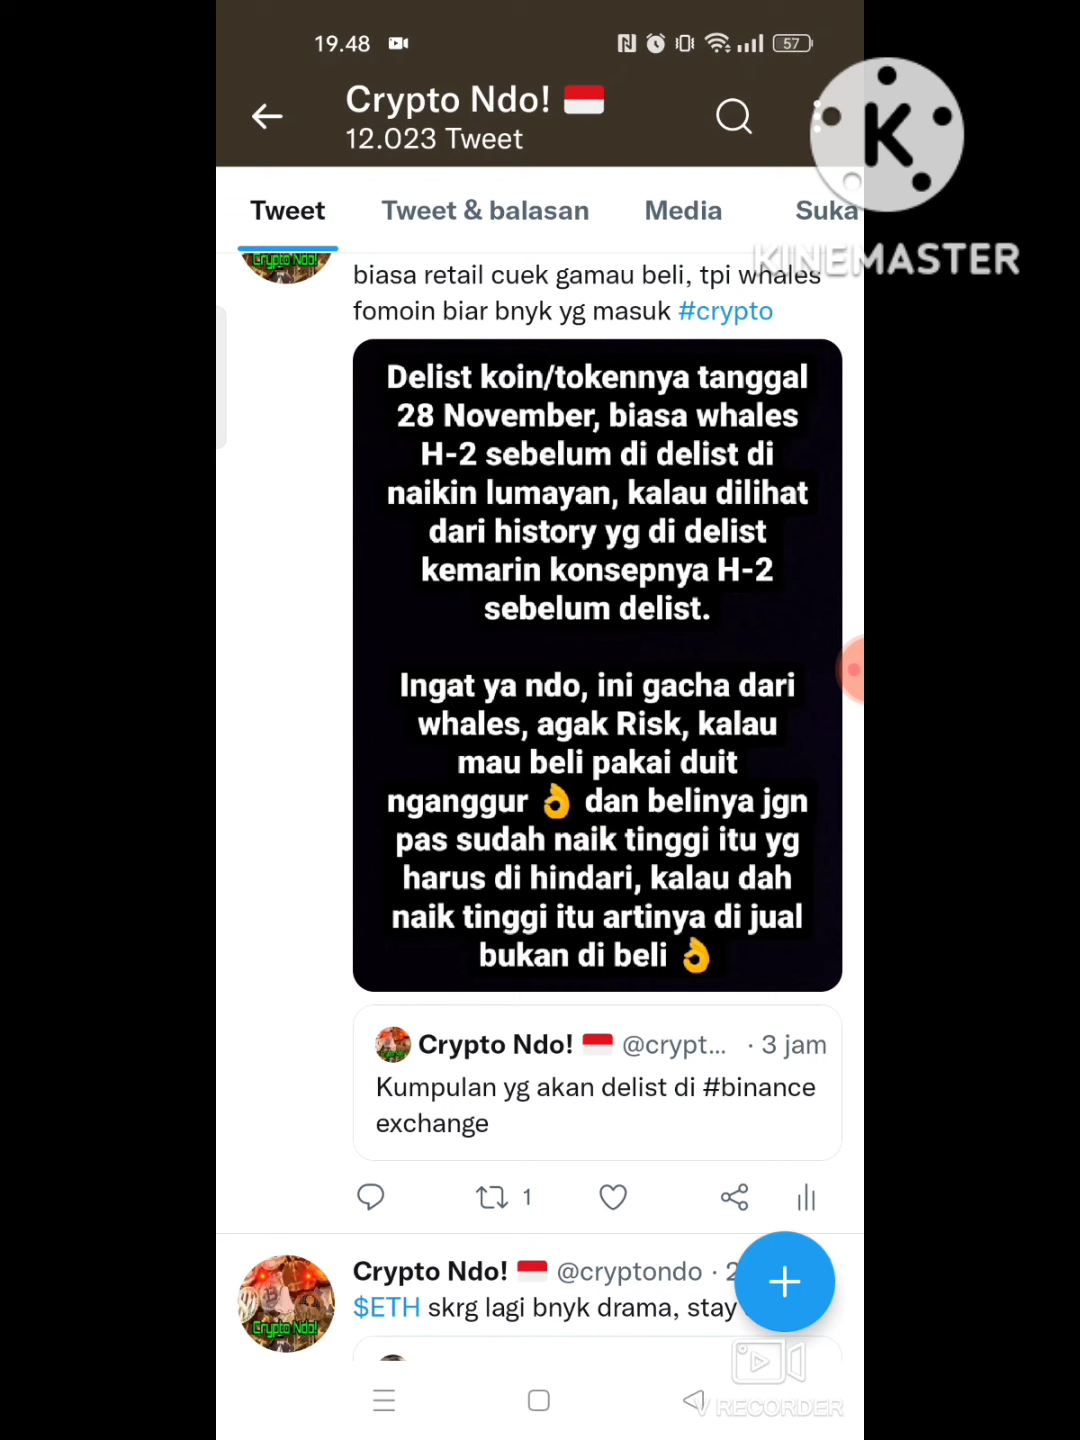 19.48
57
Crypto Ndo! 🇮🇩
12.023 Tweet
K
KINEMASTER
Tweet
Tweet & balasan
Media
Suka
Crypto Ndo!
biasa retail cuek gamau beli, tpi whales
fomoin biar bnyk yg masuk #crypto
Delist koin/tokennya tanggal
28 November, biasa whales
H-2 sebelum di delist di
naikin lumayan, kalau dilihat
dari history yg di delist
kemarin konsepnya H-2
sebelum delist.
Ingat ya ndo, ini gacha dari
whales, agak Risk, kalau
mau beli pakai duit
nganggur 👌 dan belinya jgn
pas sudah naik tinggi itu yg
harus di hindari, kalau dah
naik tinggi itu artinya di jual
bukan di beli 👌
Crypto Ndo! 🇮🇩 @crypt... · 3 jam
Kumpulan yg akan delist di #binance
exchange
1
Crypto Ndo! 🇮🇩 @cryptondo · 2
$ETH skrg lagi bnyk drama, stay
Crypto Ndo!
V RECORDER